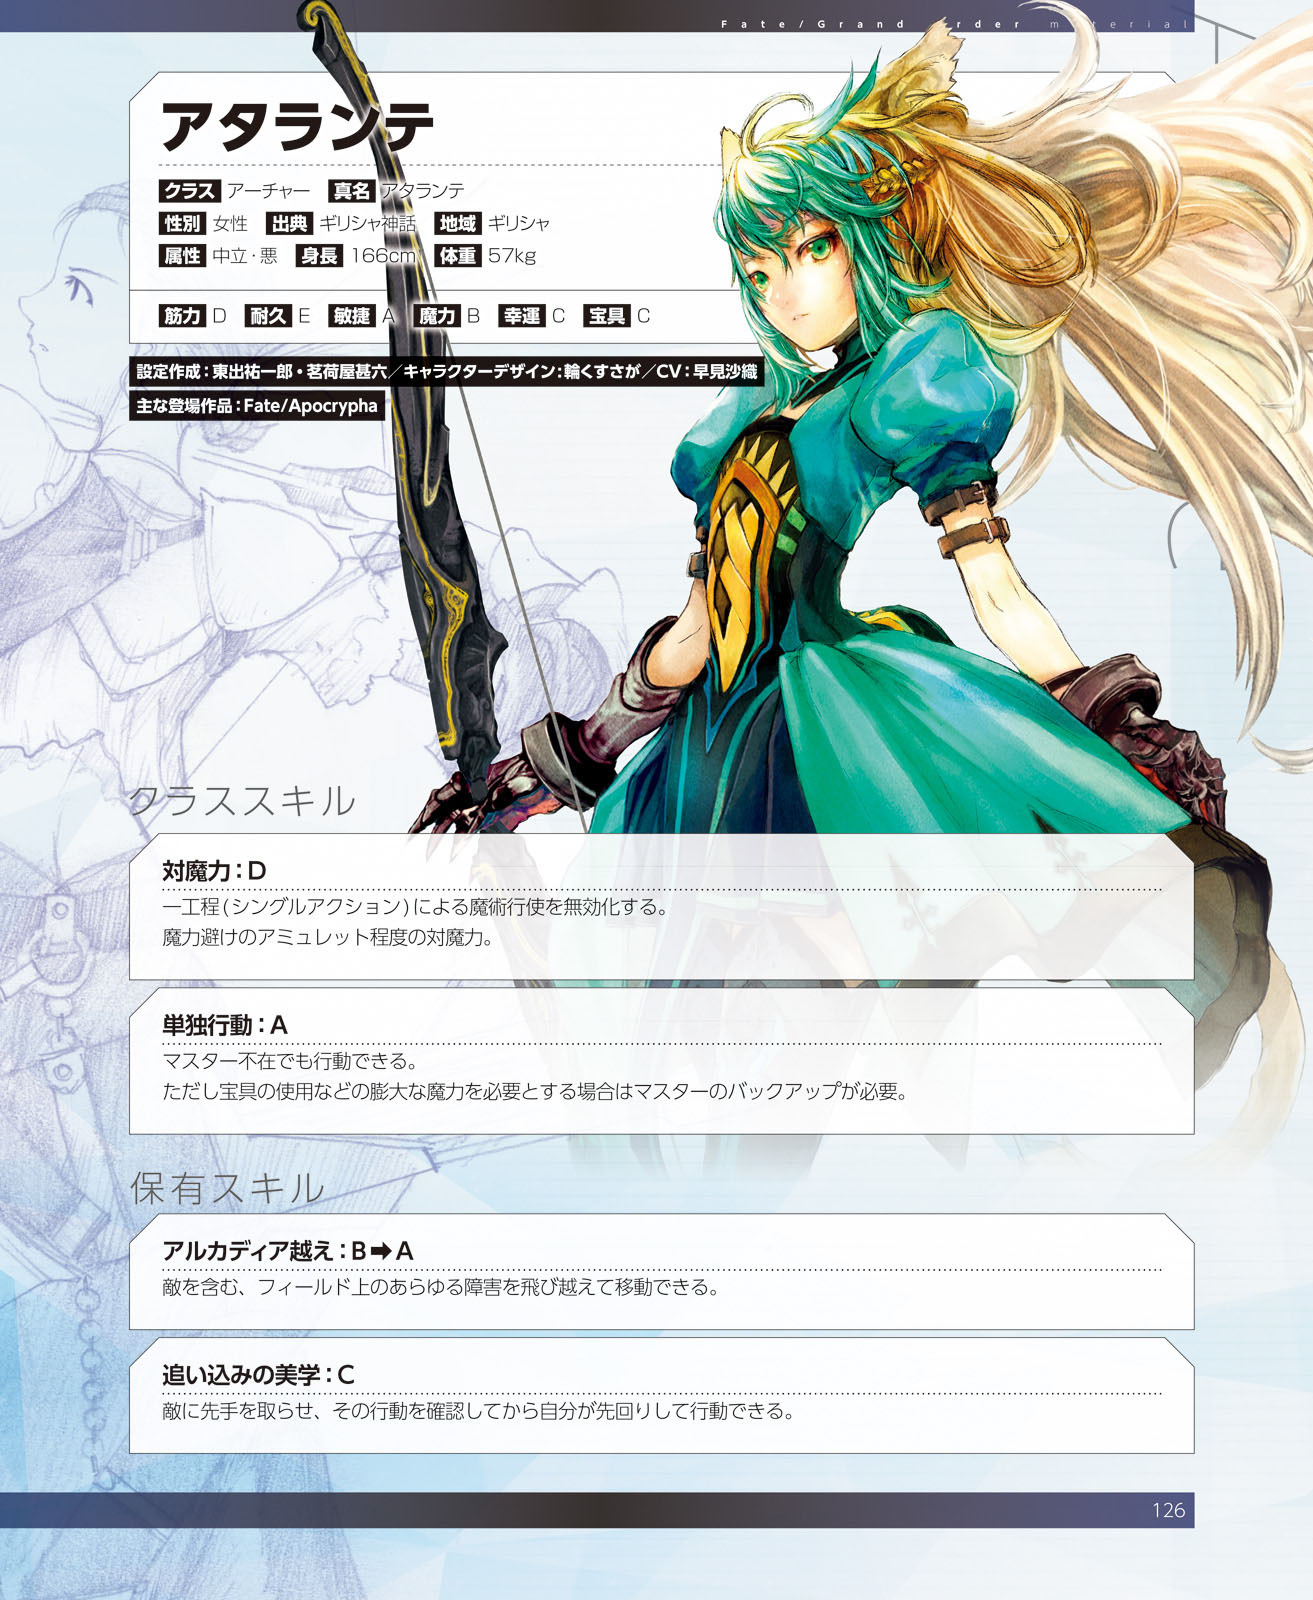 Fate/Grand Order material
アタランテ
クラス アーチャー 真名 アタランテ
性別 女性 出典 ギリシャ神話 地域 ギリシャ
属性 中立・悪 身長 166cm 体重 57kg
筋力 D 耐久 E 敏捷 A 魔力 B 幸運 C 宝具 C
設定作成：東出祐一郎・茗荷屋甚六／キャラクターデザイン：輪くすさが／CV：早見沙織
主な登場作品：Fate/Apocrypha
クラススキル
対魔力：D
一工程(シングルアクション)による魔術行使を無効化する。
魔力避けのアミュレット程度の対魔力。
単独行動：A
マスター不在でも行動できる。
ただし宝具の使用などの膨大な魔力を必要とする場合はマスターのバックアップが必要。
保有スキル
アルカディア越え：B➡A
敵を含む、フィールド上のあらゆる障害を飛び越えて移動できる。
追い込みの美学：C
敵に先手を取らせ、その行動を確認してから自分が先回りして行動できる。
126